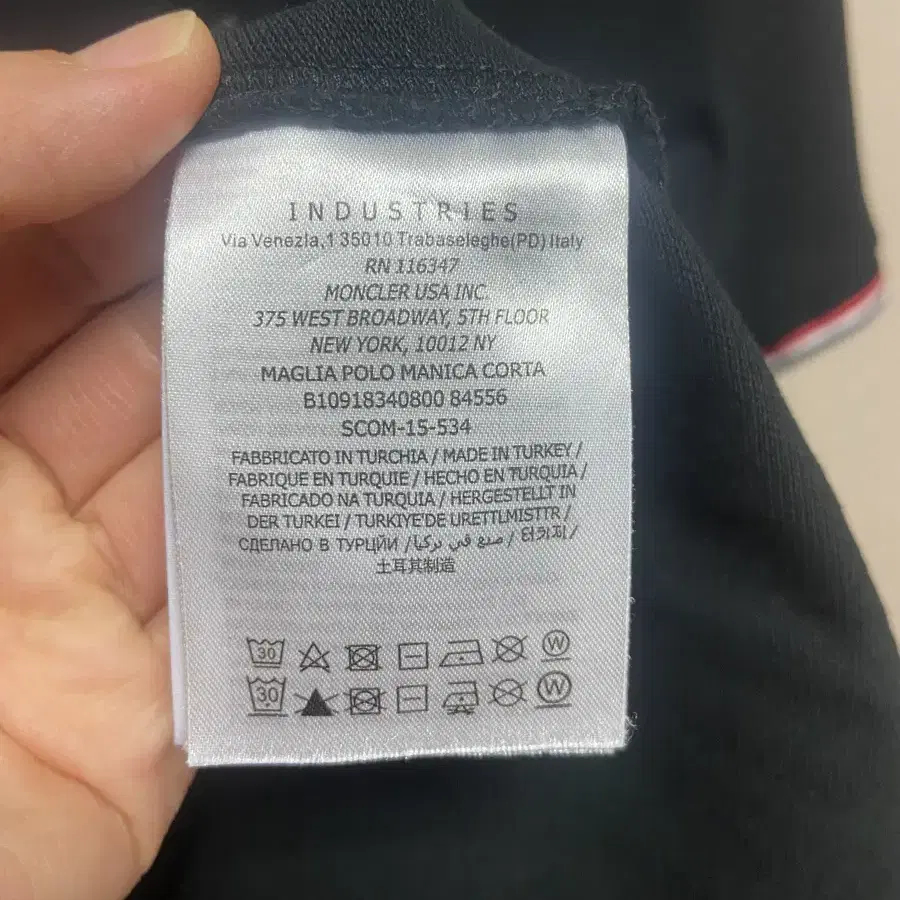 INDUSTRIES
Via Venezia,1 35010 Trabaseleghe(PD) Italy
RN 116347
MONCLER USA INC.
375 WEST BROADWAY, 5TH FLOOR
NEW YORK, 10012 NY
MAGLIA POLO MANICA CORTA
B10918340800 84556
SCOM-15-534
FABBRICATO IN TURCHIA / MADE IN TURKEY /
FABRIQUE EN TURQUIE / HECHO EN TURQUIA /
FABRICADO NA TURQUIA / HERGESTELLT IN
DER TURKEI / TURKIYE'DE URETTLMISTTR /
СДЕЛАНО В ТУРЦЙИ / صنع في تركيا / 터키제 /
土耳其制造
30 W
30 W